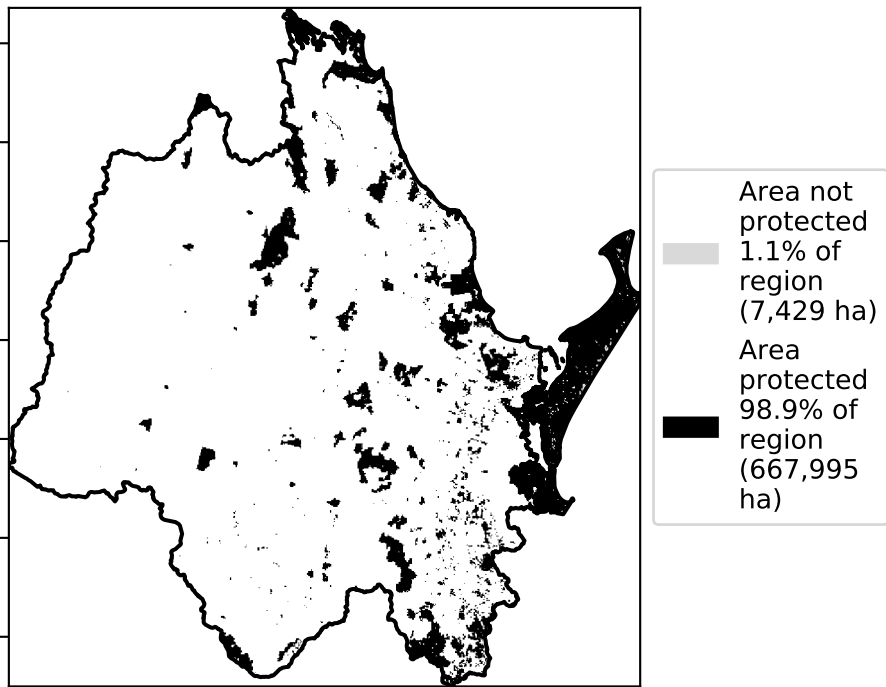 Area not
protected
1.1% of
region
(7,429 ha)
Area
protected
98.9% of
region
(667,995
ha)